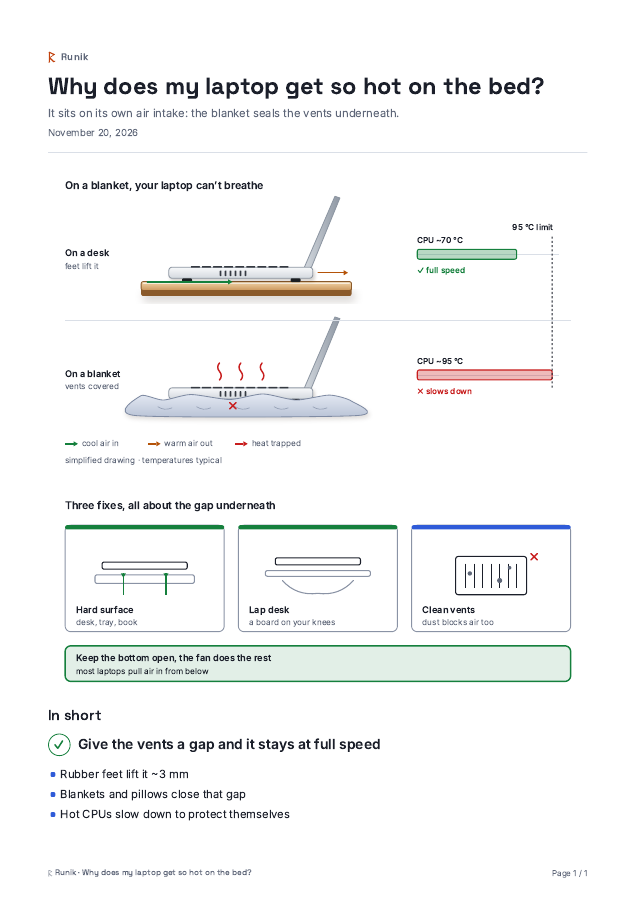 Runik
Why does my laptop get so hot on the bed?
It sits on its own air intake: the blanket seals the vents underneath.
November 20, 2026
On a blanket, your laptop can't breathe
On a desk
feet lift it
95 °C limit
CPU ~70 °C
✓ full speed
On a blanket
vents covered
CPU ~95 °C
✕ slows down
cool air in
warm air out
heat trapped
simplified drawing · temperatures typical
Three fixes, all about the gap underneath
Hard surface
desk, tray, book
Lap desk
a board on your knees
Clean vents
dust blocks air too
Keep the bottom open, the fan does the rest
most laptops pull air in from below
In short
Give the vents a gap and it stays at full speed
Rubber feet lift it ~3 mm
Blankets and pillows close that gap
Hot CPUs slow down to protect themselves
Runik · Why does my laptop get so hot on the bed?
Page 1 / 1